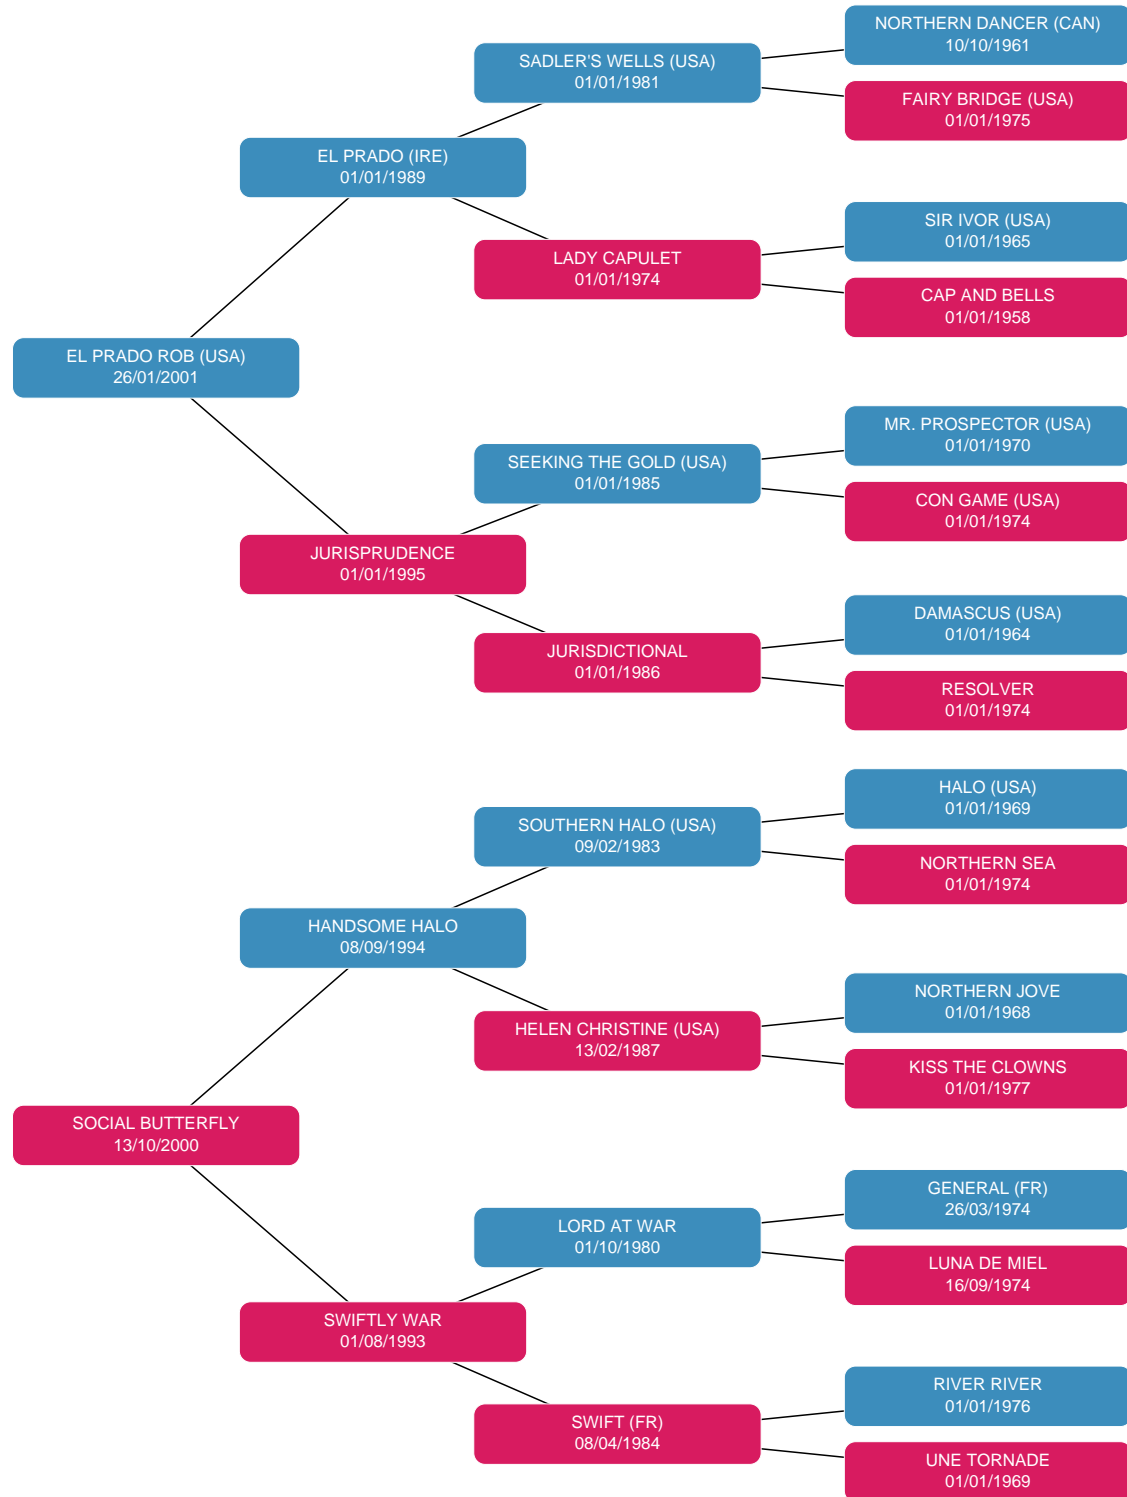 NORTHERN DANCER (CAN)
10/10/1961
SADLER'S WELLS (USA)
01/01/1981
FAIRY BRIDGE (USA)
01/01/1975
EL PRADO (IRE)
01/01/1989
SIR IVOR (USA)
01/01/1965
LADY CAPULET
01/01/1974
CAP AND BELLS
01/01/1958
EL PRADO ROB (USA)
26/01/2001
MR. PROSPECTOR (USA)
01/01/1970
SEEKING THE GOLD (USA)
01/01/1985
CON GAME (USA)
01/01/1974
JURISPRUDENCE
01/01/1995
DAMASCUS (USA)
01/01/1964
JURISDICTIONAL
01/01/1986
RESOLVER
01/01/1974
HALO (USA)
01/01/1969
SOUTHERN HALO (USA)
09/02/1983
NORTHERN SEA
01/01/1974
HANDSOME HALO
08/09/1994
NORTHERN JOVE
01/01/1968
HELEN CHRISTINE (USA)
13/02/1987
KISS THE CLOWNS
01/01/1977
SOCIAL BUTTERFLY
13/10/2000
GENERAL (FR)
26/03/1974
LORD AT WAR
01/10/1980
LUNA DE MIEL
16/09/1974
SWIFTLY WAR
01/08/1993
RIVER RIVER
01/01/1976
SWIFT (FR)
08/04/1984
UNE TORNADE
01/01/1969